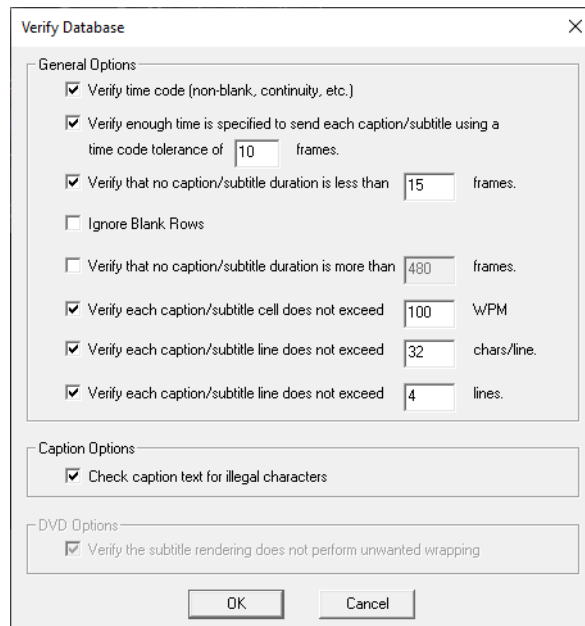 Verify Database
General Options
Verify time code (non-blank, continuity, etc.)
Verify enough time is specified to send each caption/subtitle using a
time code tolerance of 10 frames.
Verify that no caption/subtitle duration is less than 15 frames.
Ignore Blank Rows
Verify that no caption/subtitle duration is more than 480 frames.
Verify each caption/subtitle cell does not exceed 100 WPM
Verify each caption/subtitle line does not exceed 32 chars/line.
Verify each caption/subtitle line does not exceed 4 lines.
Caption Options
Check caption text for illegal characters
DVD Options
Verify the subtitle rendering does not perform unwanted wrapping
OK Cancel